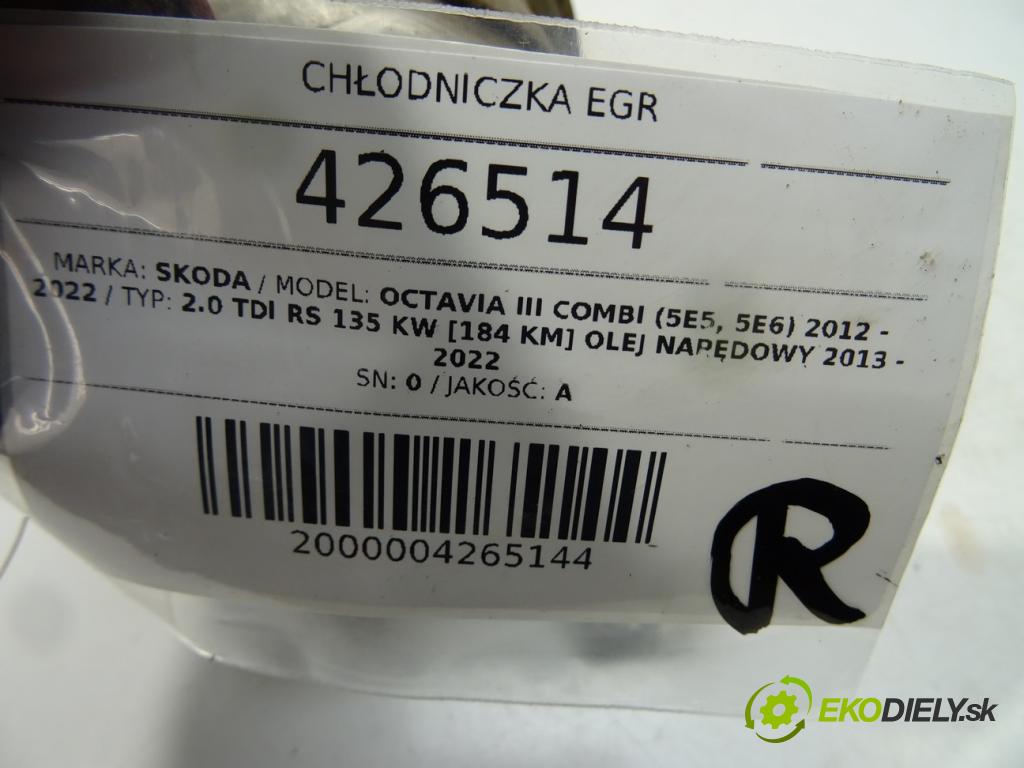 CHŁODNICZKA EGR
426514
MARKA: SKODA / MODEL: OCTAVIA III COMBI (5E5, 5E6) 2012 -
2022 / TYP: 2.0 TDI RS 135 KW [184 KM] OLEJ NAPĘDOWY 2013 -
2022
SN: 0 / JAKOŚĆ: A
2000004265144
R
EKODIELY.sk